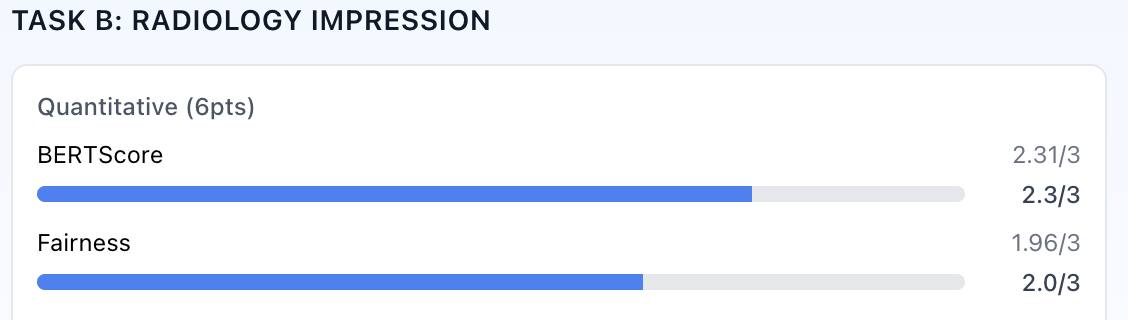 TASK B: RADIOLOGY IMPRESSION
Quantitative (6pts)
BERTScore 2.31/3
2.3/3
Fairness 1.96/3
2.0/3